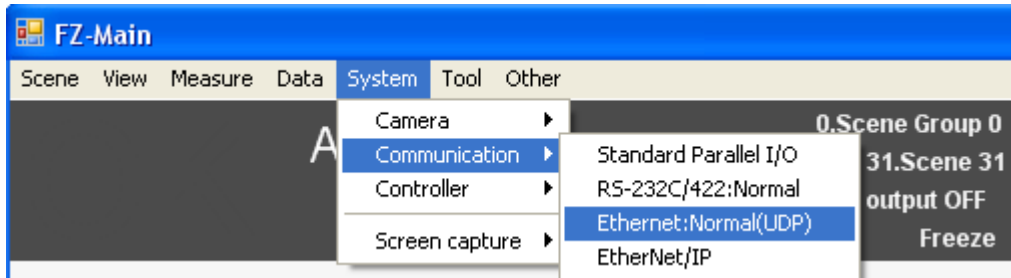 FZ-Main
Scene View Measure Data System Tool Other
A
0.Scene Group 0
31.Scene 31
output OFF
Freeze
Camera
Communication
Controller
Screen capture
Standard Parallel I/O
RS-232C/422:Normal
Ethernet:Normal(UDP)
EtherNet/IP